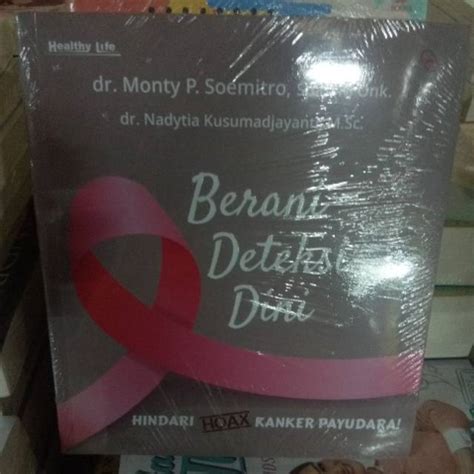 Healthy Life
dr. Monty P. Soemitro,
dr. Nadytia Kusumadjayanti, M.Sc.
Berani
Deteksi
Dini
HINDARI HOAX KANKER PAYUDARA!